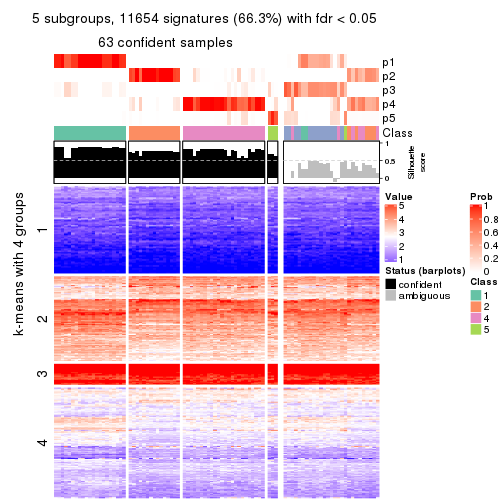 5 subgroups, 11654 signatures (66.3%) with fdr < 0.05
63 confident samples
p1
p2
p3
p4
p5
Class
1
0.5
0
Silhouette
score
k-means with 4 groups
1
2
3
4
Value
5
4
3
2
1
Status (barplots)
confident
ambiguous
Prob
1
0.8
0.6
0.4
0.2
0
Class
1
2
4
5